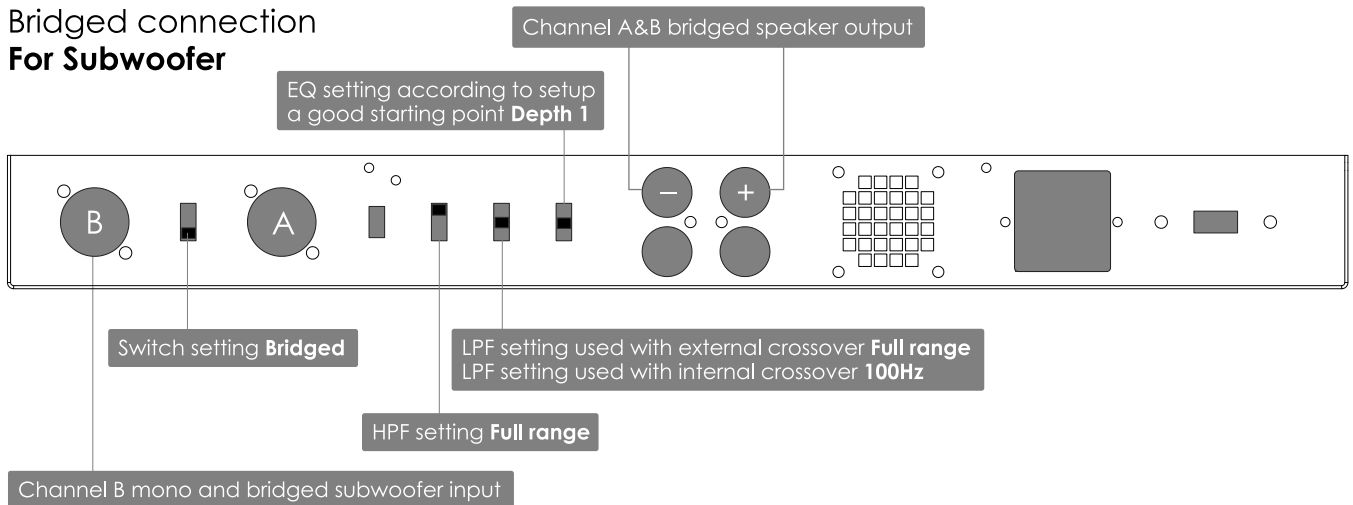 Bridged connection
For Subwoofer
Channel A&B bridged speaker output
EQ setting according to setup
a good starting point Depth 1
B
A
−
+
Switch setting Bridged
LPF setting used with external crossover Full range
LPF setting used with internal crossover 100Hz
HPF setting Full range
Channel B mono and bridged subwoofer input